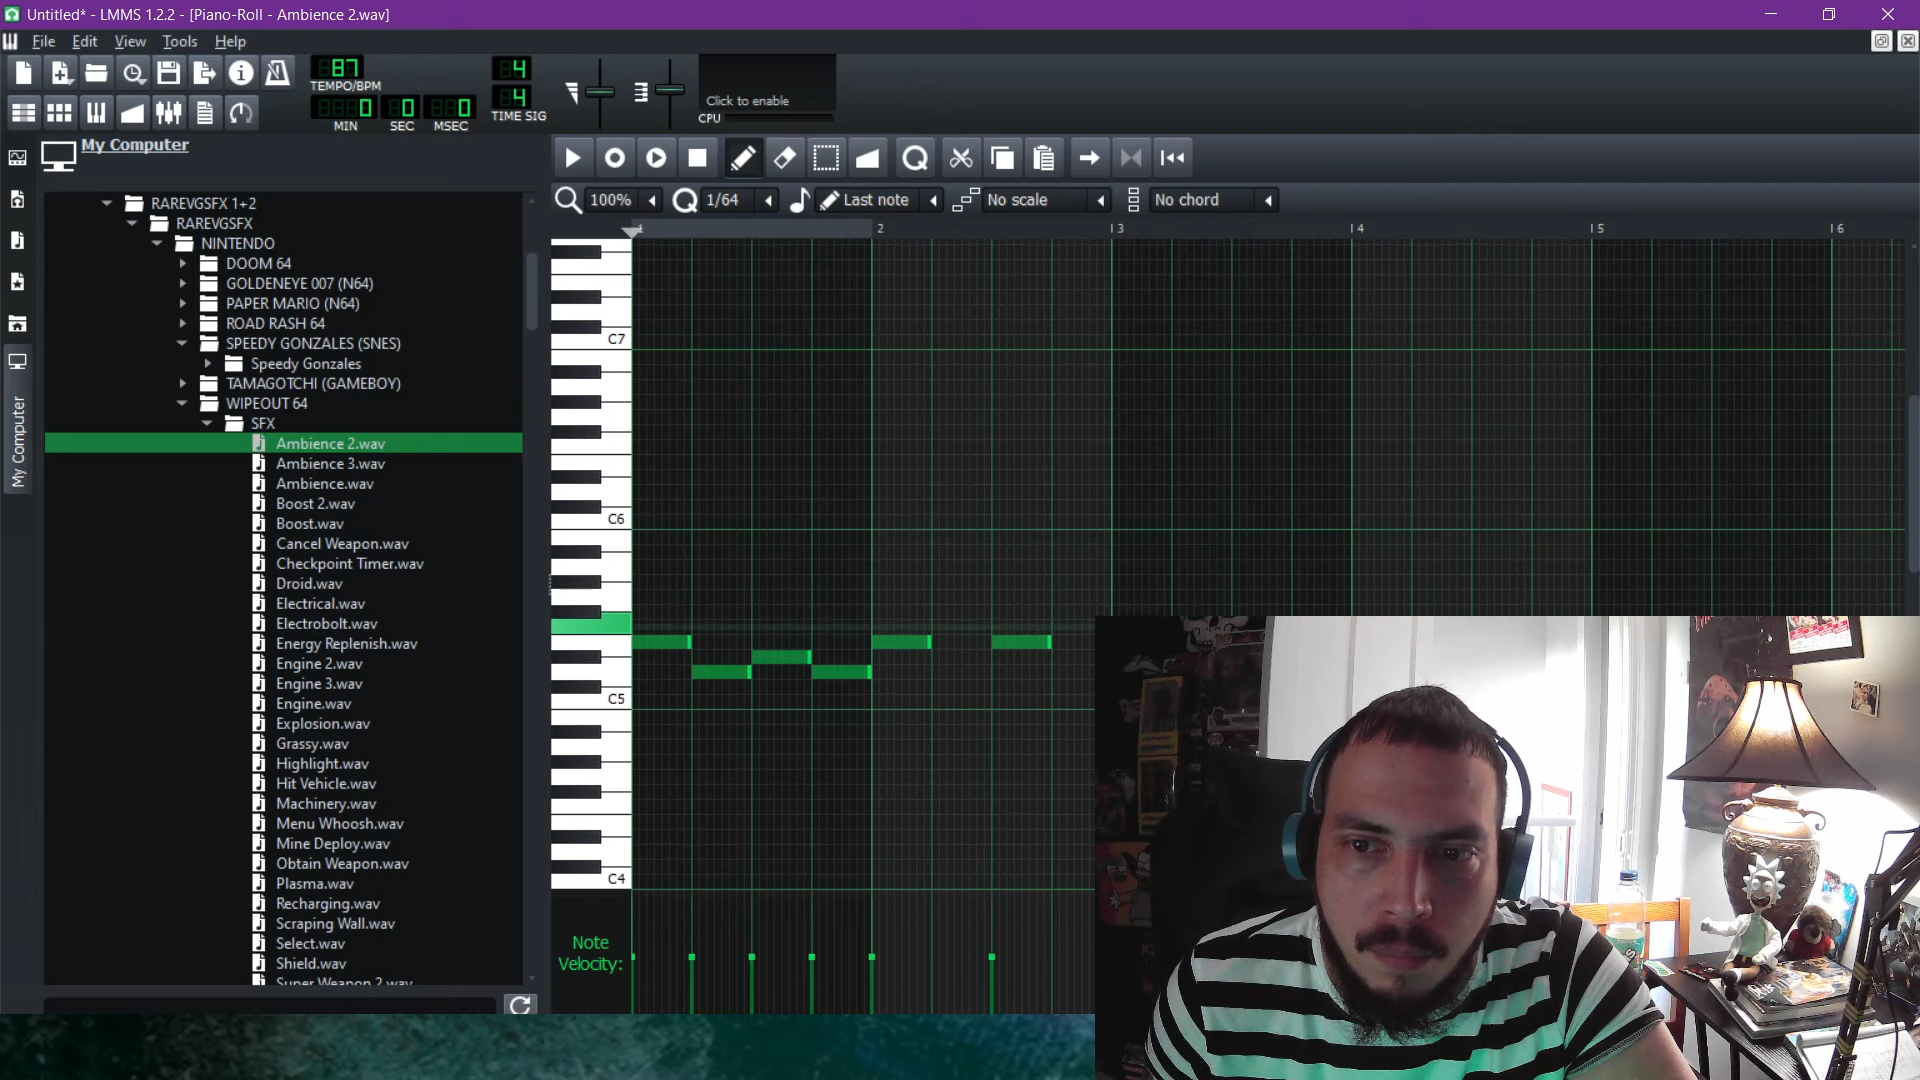 Untitled* - LMMS 1.2.2 - [Piano-Roll - Ambience 2.wav]
File Edit View Tools Help
87
TEMPO/BPM
0 0 0
MIN SEC MSEC
4
4
TIME SIG
Click to enable
CPU
My Computer
My Computer
100% Q 1/64 Last note No scale No chord
1 2 3 4 5 6
RAREVGSFX 1+2
RAREVGSFX
NINTENDO
DOOM 64
GOLDENEYE 007 (N64)
PAPER MARIO (N64)
ROAD RASH 64
SPEEDY GONZALES (SNES)
Speedy Gonzales
TAMAGOTCHI (GAMEBOY)
WIPEOUT 64
SFX
Ambience 2.wav
Ambience 3.wav
Ambience.wav
Boost 2.wav
Boost.wav
Cancel Weapon.wav
Checkpoint Timer.wav
Droid.wav
Electrical.wav
Electrobolt.wav
Energy Replenish.wav
Engine 2.wav
Engine 3.wav
Engine.wav
Explosion.wav
Grassy.wav
Highlight.wav
Hit Vehicle.wav
Machinery.wav
Menu Whoosh.wav
Mine Deploy.wav
Obtain Weapon.wav
Plasma.wav
Recharging.wav
Scraping Wall.wav
Select.wav
Shield.wav
Super Weapon 2.wav
C7
C6
C5
C4
Note
Velocity: